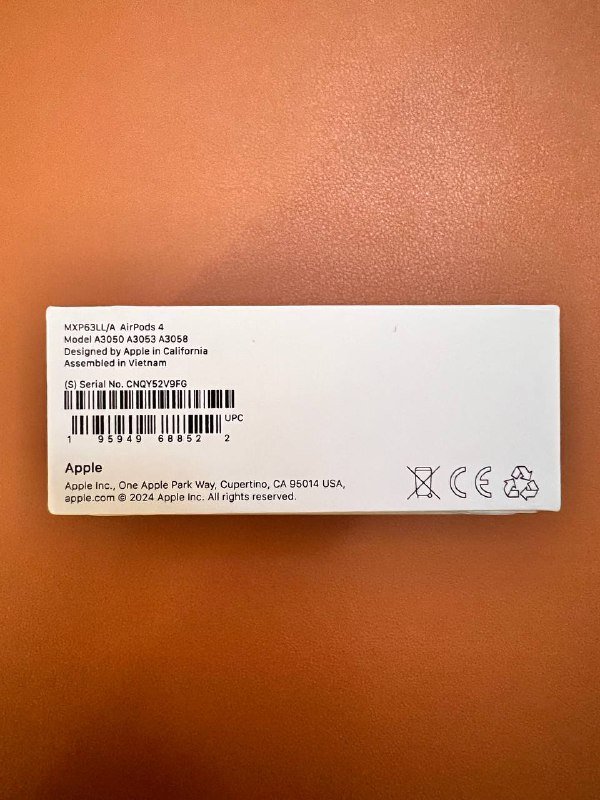 MXP63LL/A AirPods 4
Model A3050 A3053 A3058
Designed by Apple in California
Assembled in Vietnam
(S) Serial No. CNQY52V9FG
UPC
1 95949 68852 2
Apple
Apple Inc., One Apple Park Way, Cupertino, CA 95014 USA,
apple.com © 2024 Apple Inc. All rights reserved.
CE